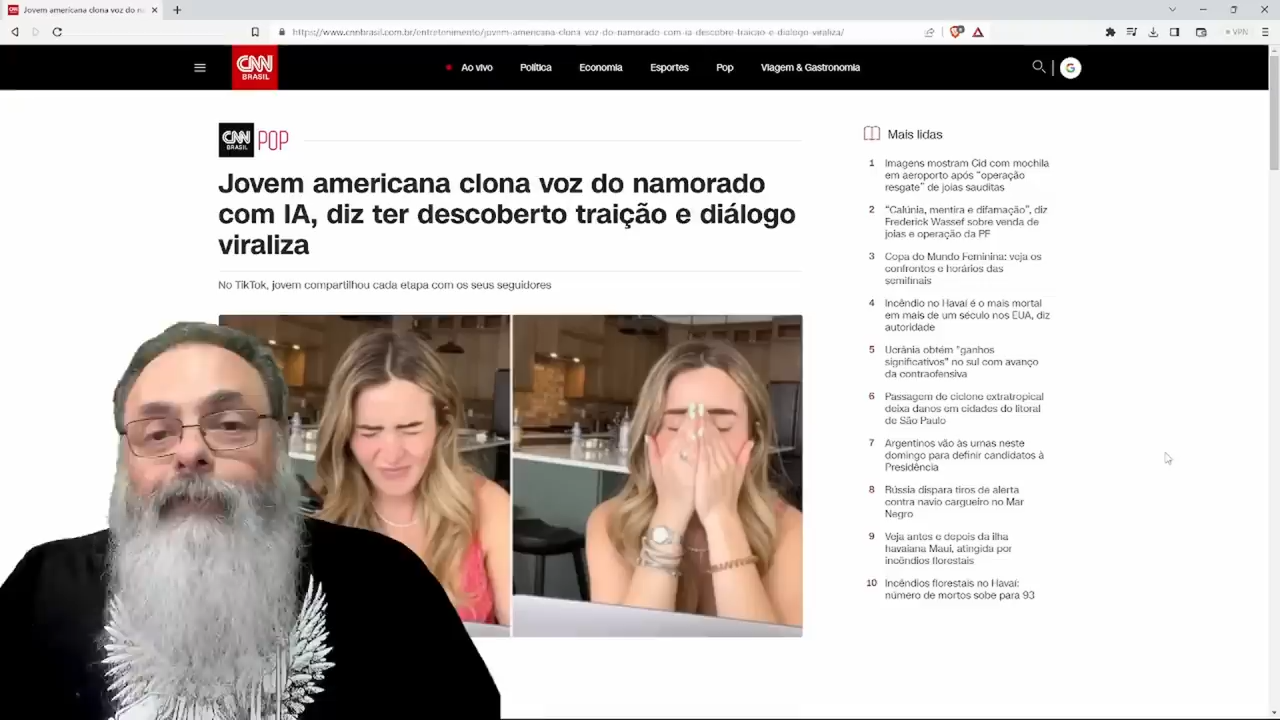 Jovem americana clona voz do n
https://www.cnnbrasil.com.br/entretenimento/jovem-americana-clona-voz-do-namorado-com-ia-descobre-traicao-e-dialogo-viraliza/
VPN
CNN
BRASIL
Ao vivo
Política
Economia
Esportes
Pop
Viagem & Gastronomia
G
CNN
BRASIL
POP
Jovem americana clona voz do namorado
com IA, diz ter descoberto traição e diálogo
viraliza
No TikTok, jovem compartilhou cada etapa com os seus seguidores
Mais lidas
1 Imagens mostram Cid com mochila
em aeroporto após “operação
resgate” de joias sauditas
2 “Calúnia, mentira e difamação”, diz
Frederick Wassef sobre venda de
joias e operação da PF
3 Copa do Mundo Feminina: veja os
confrontos e horários das
semifinais
4 Incêndio no Havaí é o mais mortal
em mais de um século nos EUA, diz
autoridade
5 Ucrânia obtém “ganhos
significativos” no sul com avanço
da contraofensiva
6 Passagem de ciclone extratropical
deixa danos em cidades do litoral
de São Paulo
7 Argentinos vão às urnas neste
domingo para definir candidatos à
Presidência
8 Rússia dispara tiros de alerta
contra navio cargueiro no Mar
Negro
9 Veja antes e depois da ilha
havaiana Maui, atingida por
incêndios florestais
10 Incêndios florestais no Havaí:
número de mortos sobe para 93